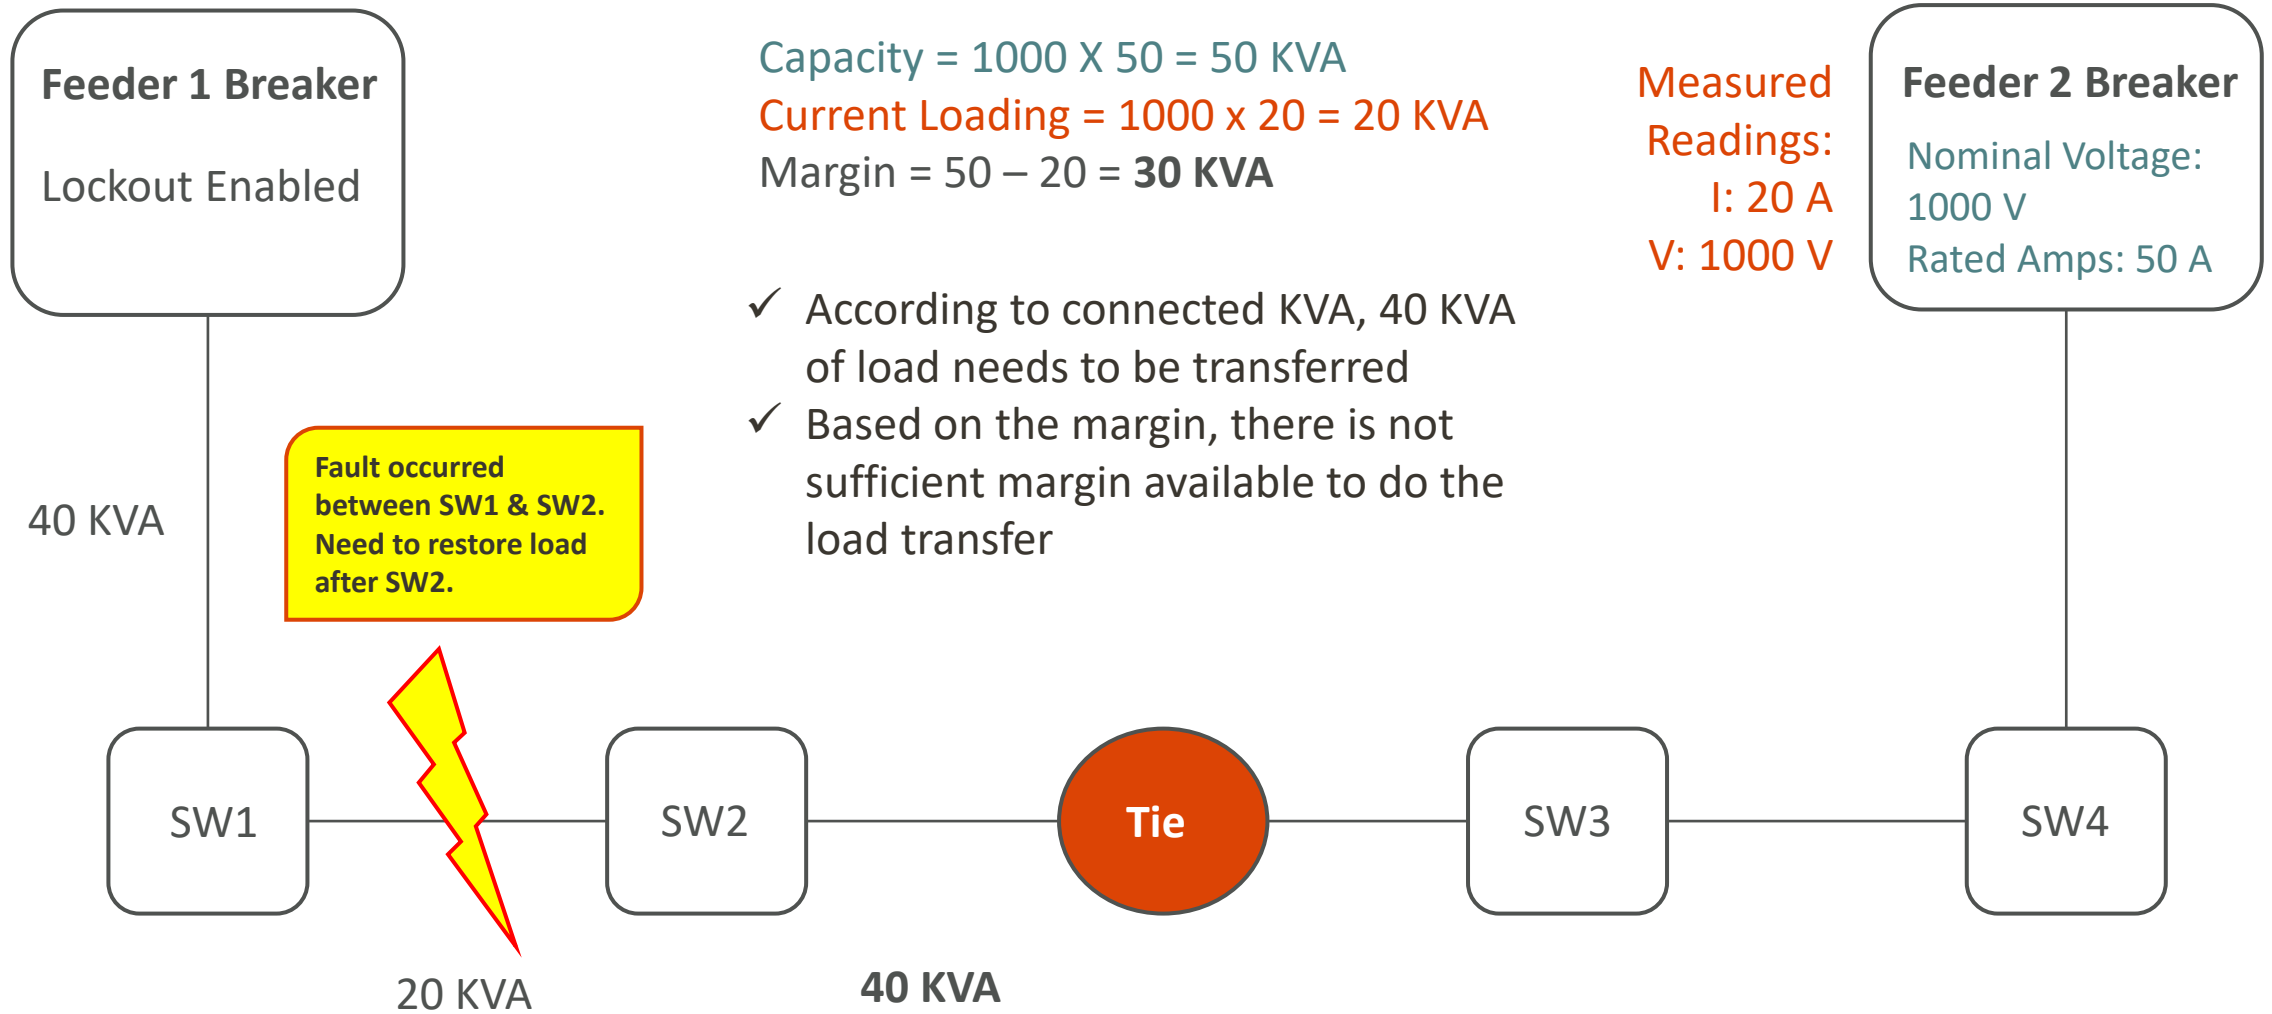 Feeder 1 Breaker
Lockout Enabled
Capacity = 1000 X 50 = 50 KVA
Current Loading = 1000 x 20 = 20 KVA
Margin = 50 – 20 = 30 KVA
Measured
Readings:
I: 20 A
V: 1000 V
Feeder 2 Breaker
Nominal Voltage:
1000 V
Rated Amps: 50 A
✓ According to connected KVA, 40 KVA
of load needs to be transferred
✓ Based on the margin, there is not
sufficient margin available to do the
load transfer
40 KVA
Fault occurred
between SW1 & SW2.
Need to restore load
after SW2.
SW1
SW2
Tie
SW3
SW4
20 KVA
40 KVA